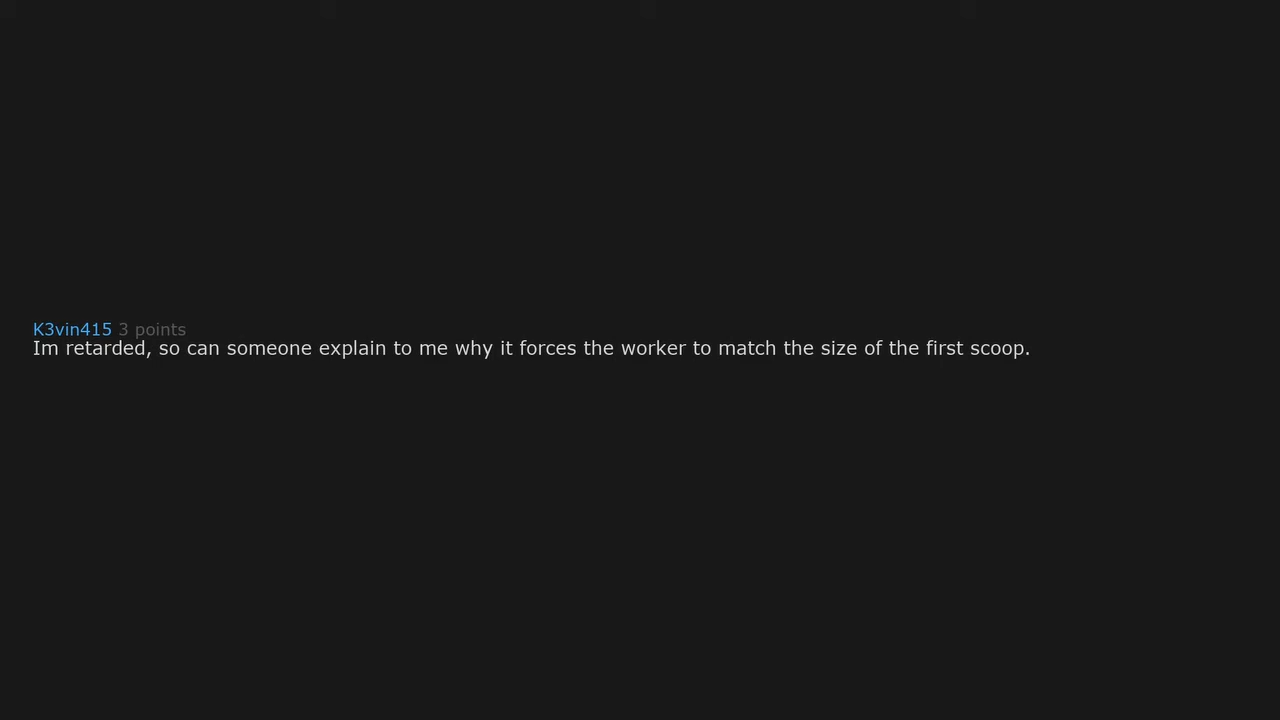 K3vin415 3 points
Im retarded, so can someone explain to me why it forces the worker to match the size of the first scoop.